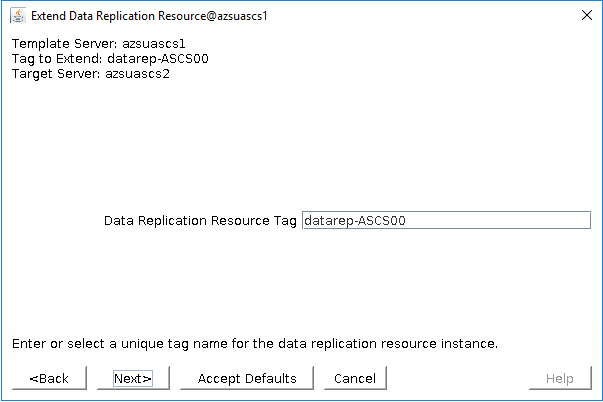 Extend Data Replication Resource@azsuascs1
Template Server: azsuascs1
Tag to Extend: datarep-ASCS00
Target Server: azsuascs2
Data Replication Resource Tag datarep-ASCS00
Enter or select a unique tag name for the data replication resource instance.
<Back Next> Accept Defaults Cancel Help